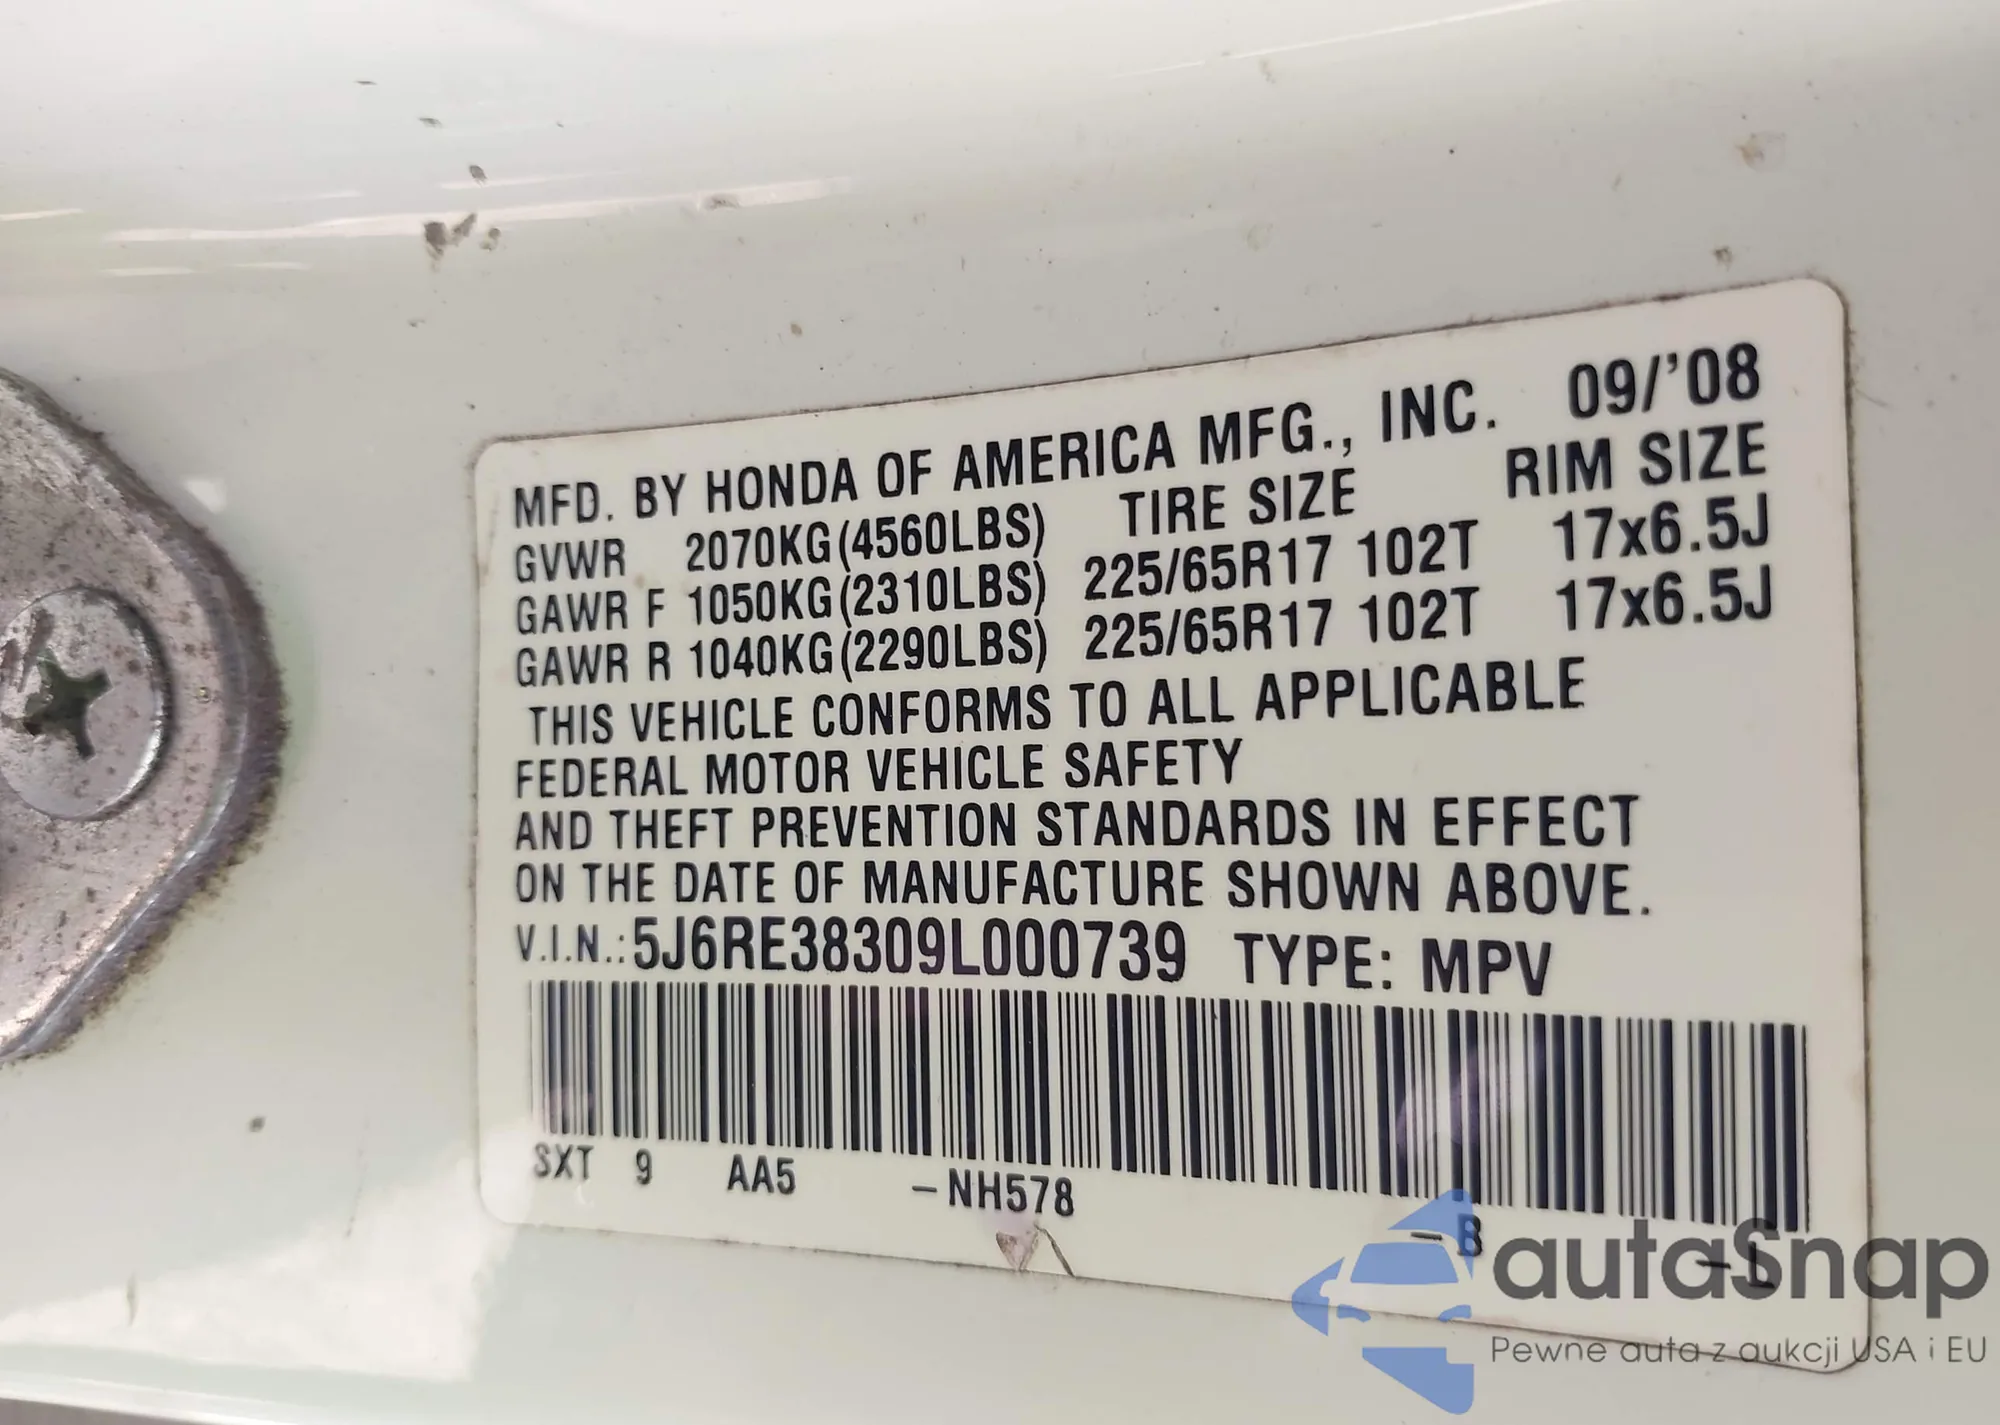 MFD. BY HONDA OF AMERICA MFG., INC. 09/'08
GVWR 2070KG(4560LBS) TIRE SIZE RIM SIZE
GAWR F 1050KG(2310LBS) 225/65R17 102T 17x6.5J
GAWR R 1040KG(2290LBS) 225/65R17 102T 17x6.5J
THIS VEHICLE CONFORMS TO ALL APPLICABLE
FEDERAL MOTOR VEHICLE SAFETY
AND THEFT PREVENTION STANDARDS IN EFFECT
ON THE DATE OF MANUFACTURE SHOWN ABOVE.
V.I.N.: 5J6RE38309L000739 TYPE: MPV
SXT 9 AA5 –NH578 –B –L
autaSnap
Pewne auta z aukcji USA i EU